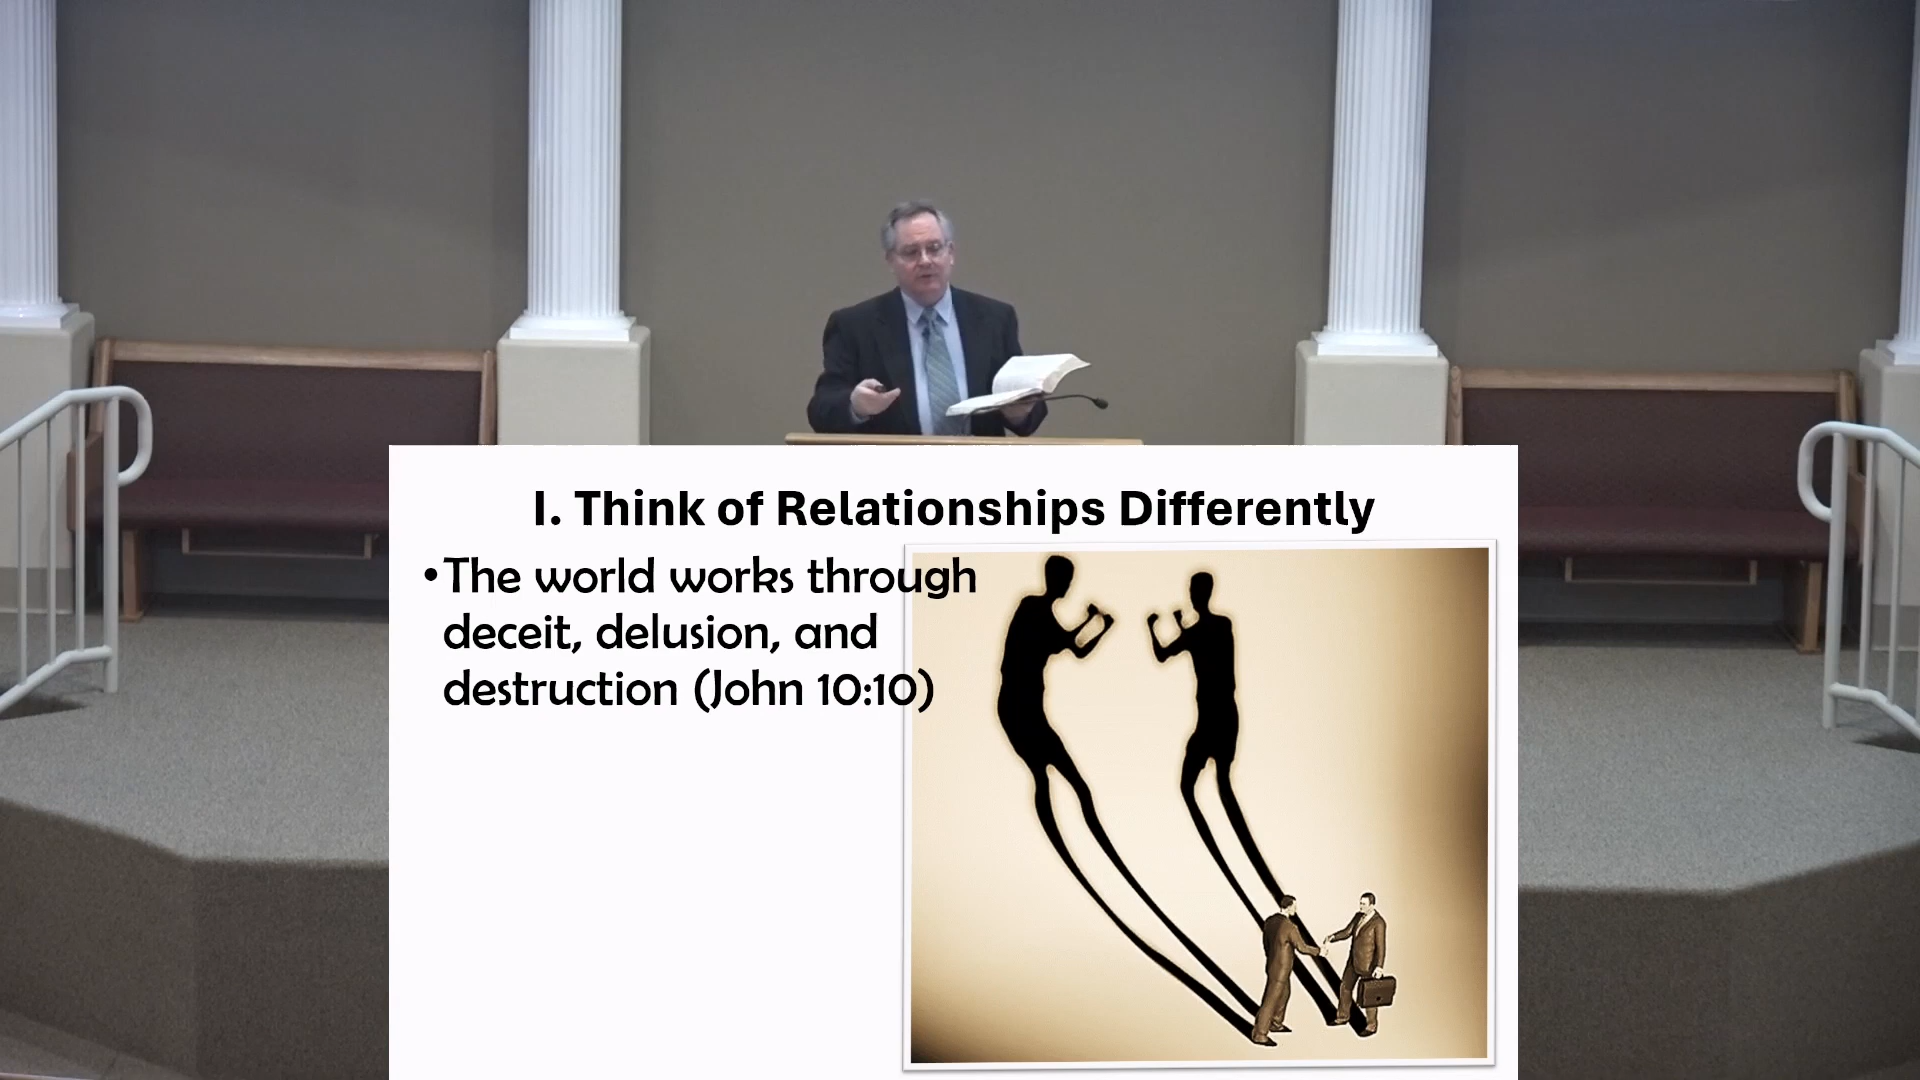 I. Think of Relationships Differently
•The world works through
deceit, delusion, and
destruction (John 10:10)